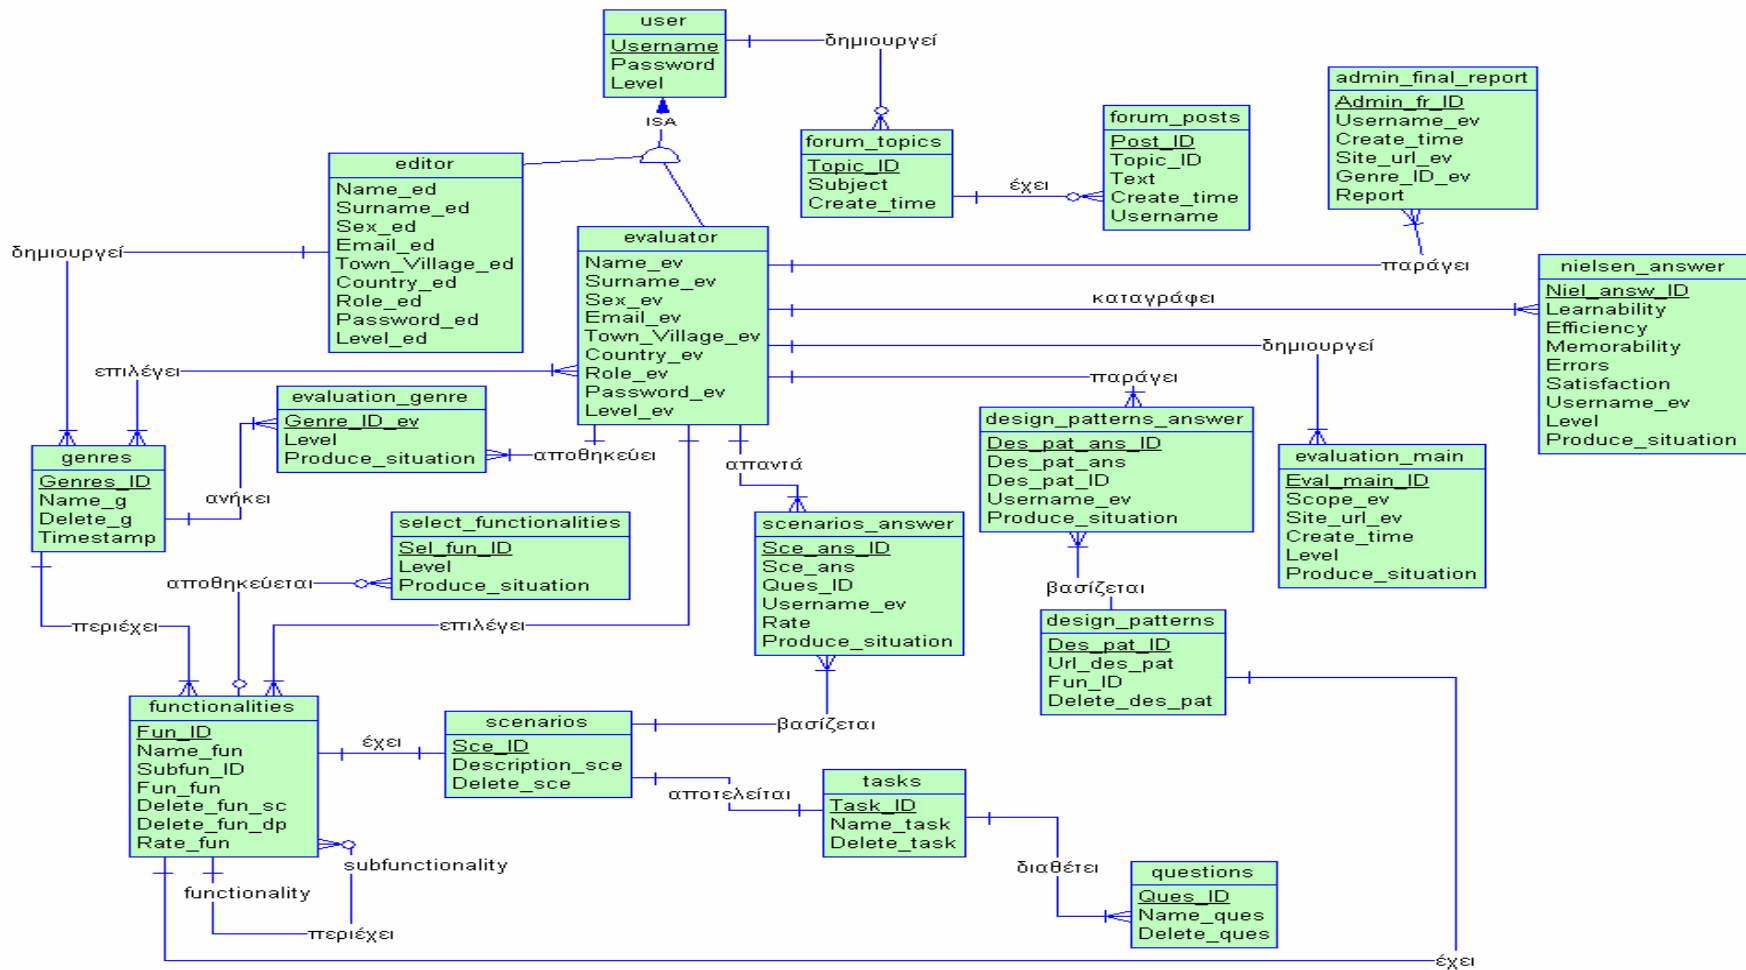 user
Username
Password
Level
δημιουργεί
ISA
admin_final_report
Admin_fr_ID
Username_ev
Create_time
Site_url_ev
Genre_ID_ev
Report
forum_posts
Post_ID
Topic_ID
Text
Create_time
Username
forum_topics
Topic_ID
Subject
Create_time
έχει
editor
Name_ed
Surname_ed
Sex_ed
Email_ed
Town_Village_ed
Country_ed
Role_ed
Password_ed
Level_ed
δημιουργεί
evaluator
Name_ev
Surname_ev
Sex_ev
Email_ev
Town_Village_ev
Country_ev
Role_ev
Password_ev
Level_ev
παράγει
καταγράφει
δημιουργεί
παράγει
nielsen_answer
Niel_answ_ID
Learnability
Efficiency
Memorability
Errors
Satisfaction
Username_ev
Level
Produce_situation
επιλέγει
evaluation_genre
Genre_ID_ev
Level
Produce_situation
αποθηκεύει
απαντά
design_patterns_answer
Des_pat_ans_ID
Des_pat_ans
Des_pat_ID
Username_ev
Produce_situation
evaluation_main
Eval_main_ID
Scope_ev
Site_url_ev
Create_time
Level
Produce_situation
genres
Genres_ID
Name_g
Delete_g
Timestamp
ανήκει
select_functionalities
Sel_fun_ID
Level
Produce_situation
αποθηκεύεται
scenarios_answer
Sce_ans_ID
Sce_ans
Ques_ID
Username_ev
Rate
Produce_situation
βασίζεται
περιέχει
επιλέγει
design_patterns
Des_pat_ID
Url_des_pat
Fun_ID
Delete_des_pat
functionalities
Fun_ID
Name_fun
Subfun_ID
Fun_fun
Delete_fun_sc
Delete_fun_dp
Rate_fun
έχει
scenarios
Sce_ID
Description_sce
Delete_sce
βασίζεται
αποτελείται
tasks
Task_ID
Name_task
Delete_task
διαθέτει
questions
Ques_ID
Name_ques
Delete_ques
subfunctionality
functionality
περιέχει
έχει